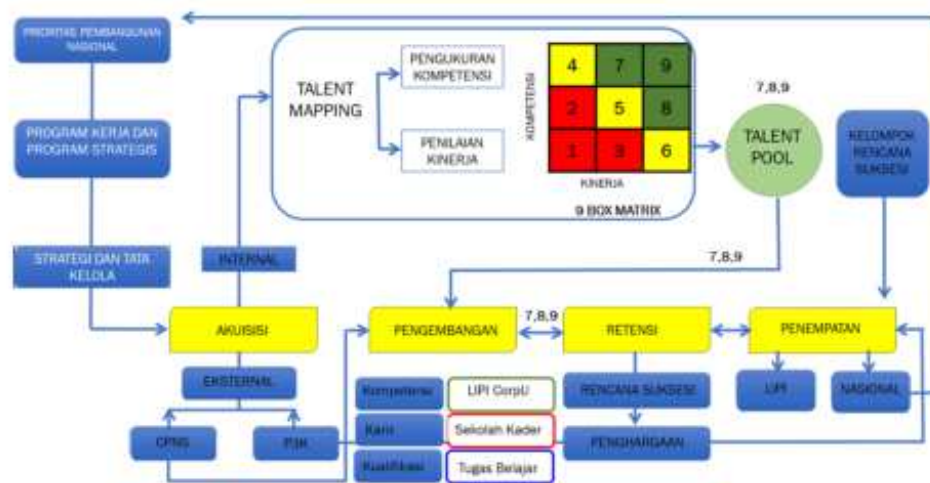 PRIORITAS PEMBANGUNAN
NASIONAL
PROGRAM KERJA DAN
PROGRAM STRATEGIS
STRATEGI DAN TATA
KELOLA
TALENT
MAPPING
PENGUKURAN
KOMPETENSI
PENILAIAN
KINERJA
KOMPETENSI
4 7 9
2 5 8
1 3 6
KINERJA
9 BOX MATRIX
7,8,9
TALENT
POOL
KELOMPOK
RENCANA
SUKSESI
INTERNAL
7,8,9
AKUISISI
PENGEMBANGAN
7,8,9
RETENSI
PENEMPATAN
EKSTERNAL
CPNS
P3K
Kompetensi
LIPI CorpU
Karir
Sekolah Kader
Kualifikasi
Tugas Belajar
RENCANA SUKSESI
PENGHARGAAN
LIPI
NASIONAL